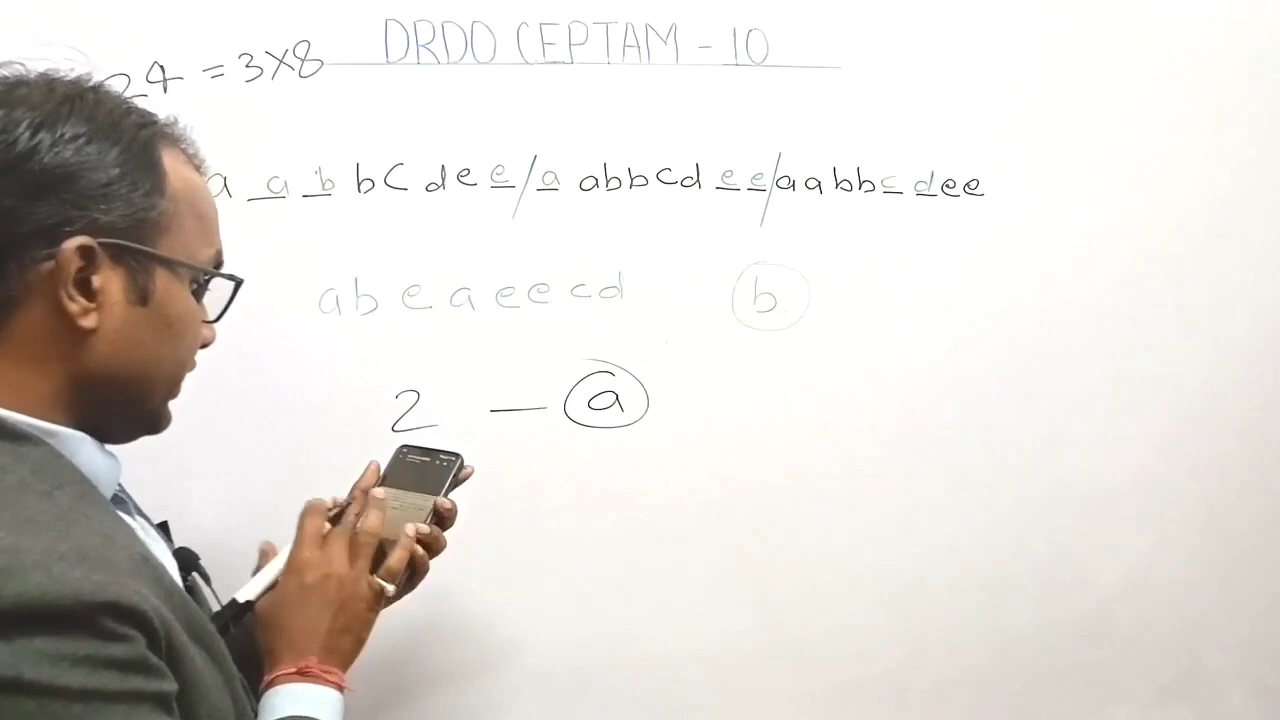 DRDO CEPTAM - 10
24 = 3×8
a a b b c d e e / a a b b c d e e / a a b b c d e e
a b e a e e c d b
2 — a